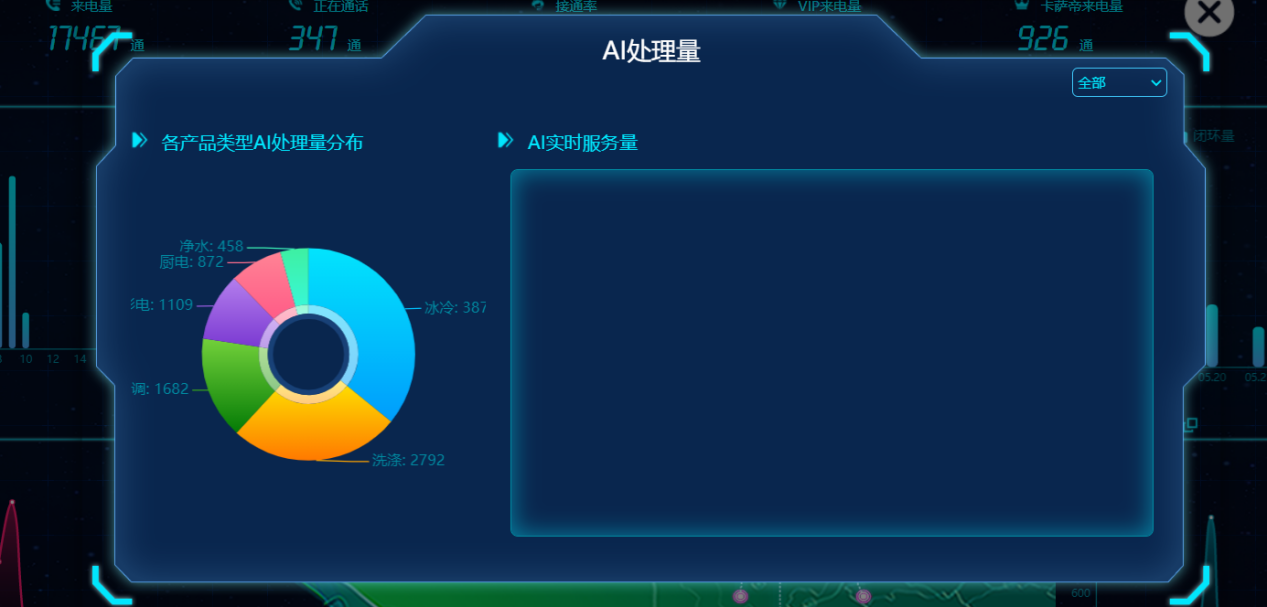 来电量
正在通话
接通率
VIP来电量
卡萨帝来电量
17467 通
347 通
926 通
AI处理量
全部
各产品类型AI处理量分布
AI实时服务量
闭环量
净水: 458
厨电: 872
电: 1109
冰冷: 387
调: 1682
洗涤: 2792
10 12 14
05.20
05.2
600